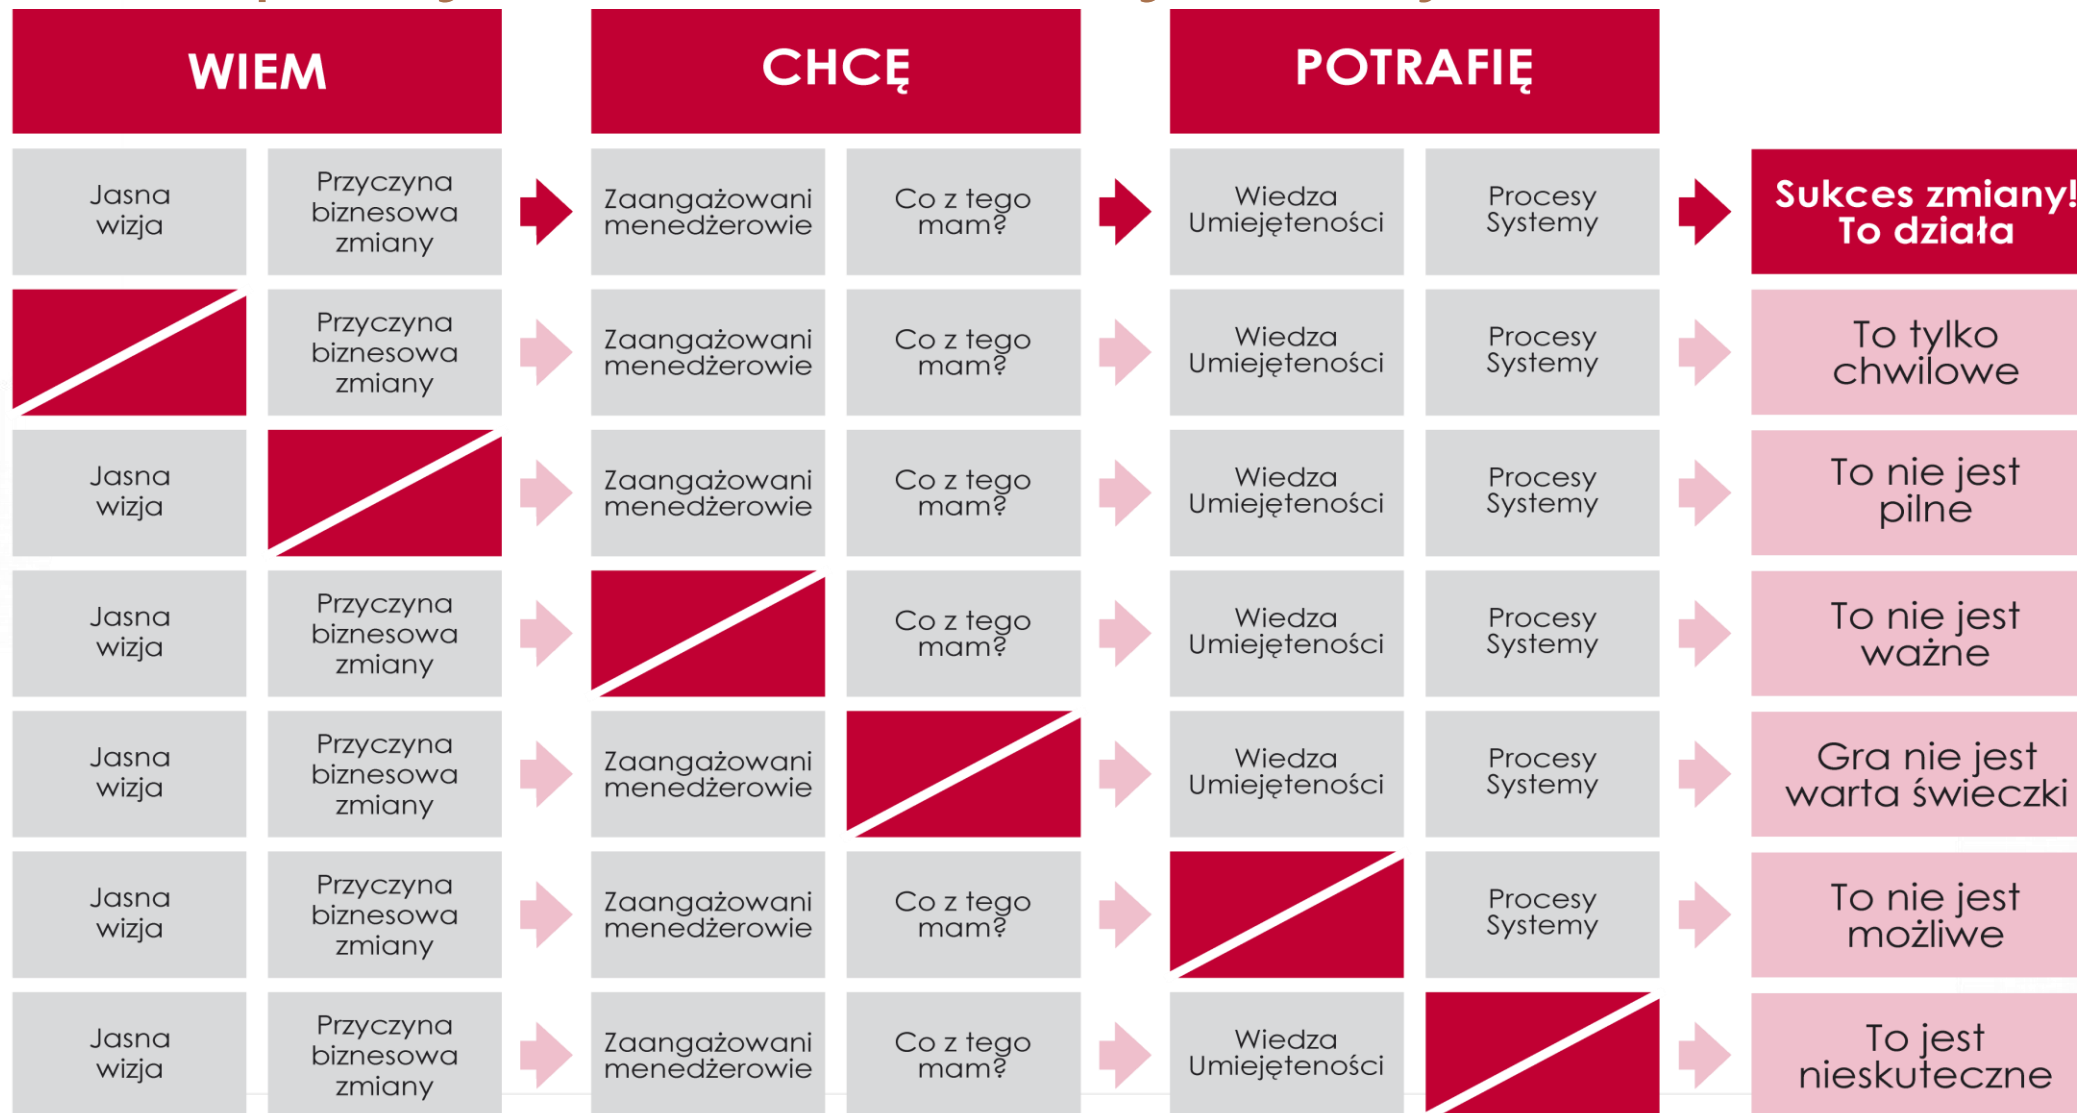 WIEM
CHCĘ
POTRAFIĘ
Jasna
wizja
Przyczyna
biznesowa
zmiany
Zaangażowani
menedżerowie
Co z tego
mam?
Wiedza
Umiejęteności
Procesy
Systemy
Sukces zmiany!
To działa
Przyczyna
biznesowa
zmiany
Zaangażowani
menedżerowie
Co z tego
mam?
Wiedza
Umiejęteności
Procesy
Systemy
To tylko
chwilowe
Jasna
wizja
Zaangażowani
menedżerowie
Co z tego
mam?
Wiedza
Umiejęteności
Procesy
Systemy
To nie jest
pilne
Jasna
wizja
Przyczyna
biznesowa
zmiany
Co z tego
mam?
Wiedza
Umiejęteności
Procesy
Systemy
To nie jest
ważne
Jasna
wizja
Przyczyna
biznesowa
zmiany
Zaangażowani
menedżerowie
Wiedza
Umiejęteności
Procesy
Systemy
Gra nie jest
warta świeczki
Jasna
wizja
Przyczyna
biznesowa
zmiany
Zaangażowani
menedżerowie
Co z tego
mam?
Procesy
Systemy
To nie jest
możliwe
Jasna
wizja
Przyczyna
biznesowa
zmiany
Zaangażowani
menedżerowie
Co z tego
mam?
Wiedza
Umiejęteności
To jest
nieskuteczne